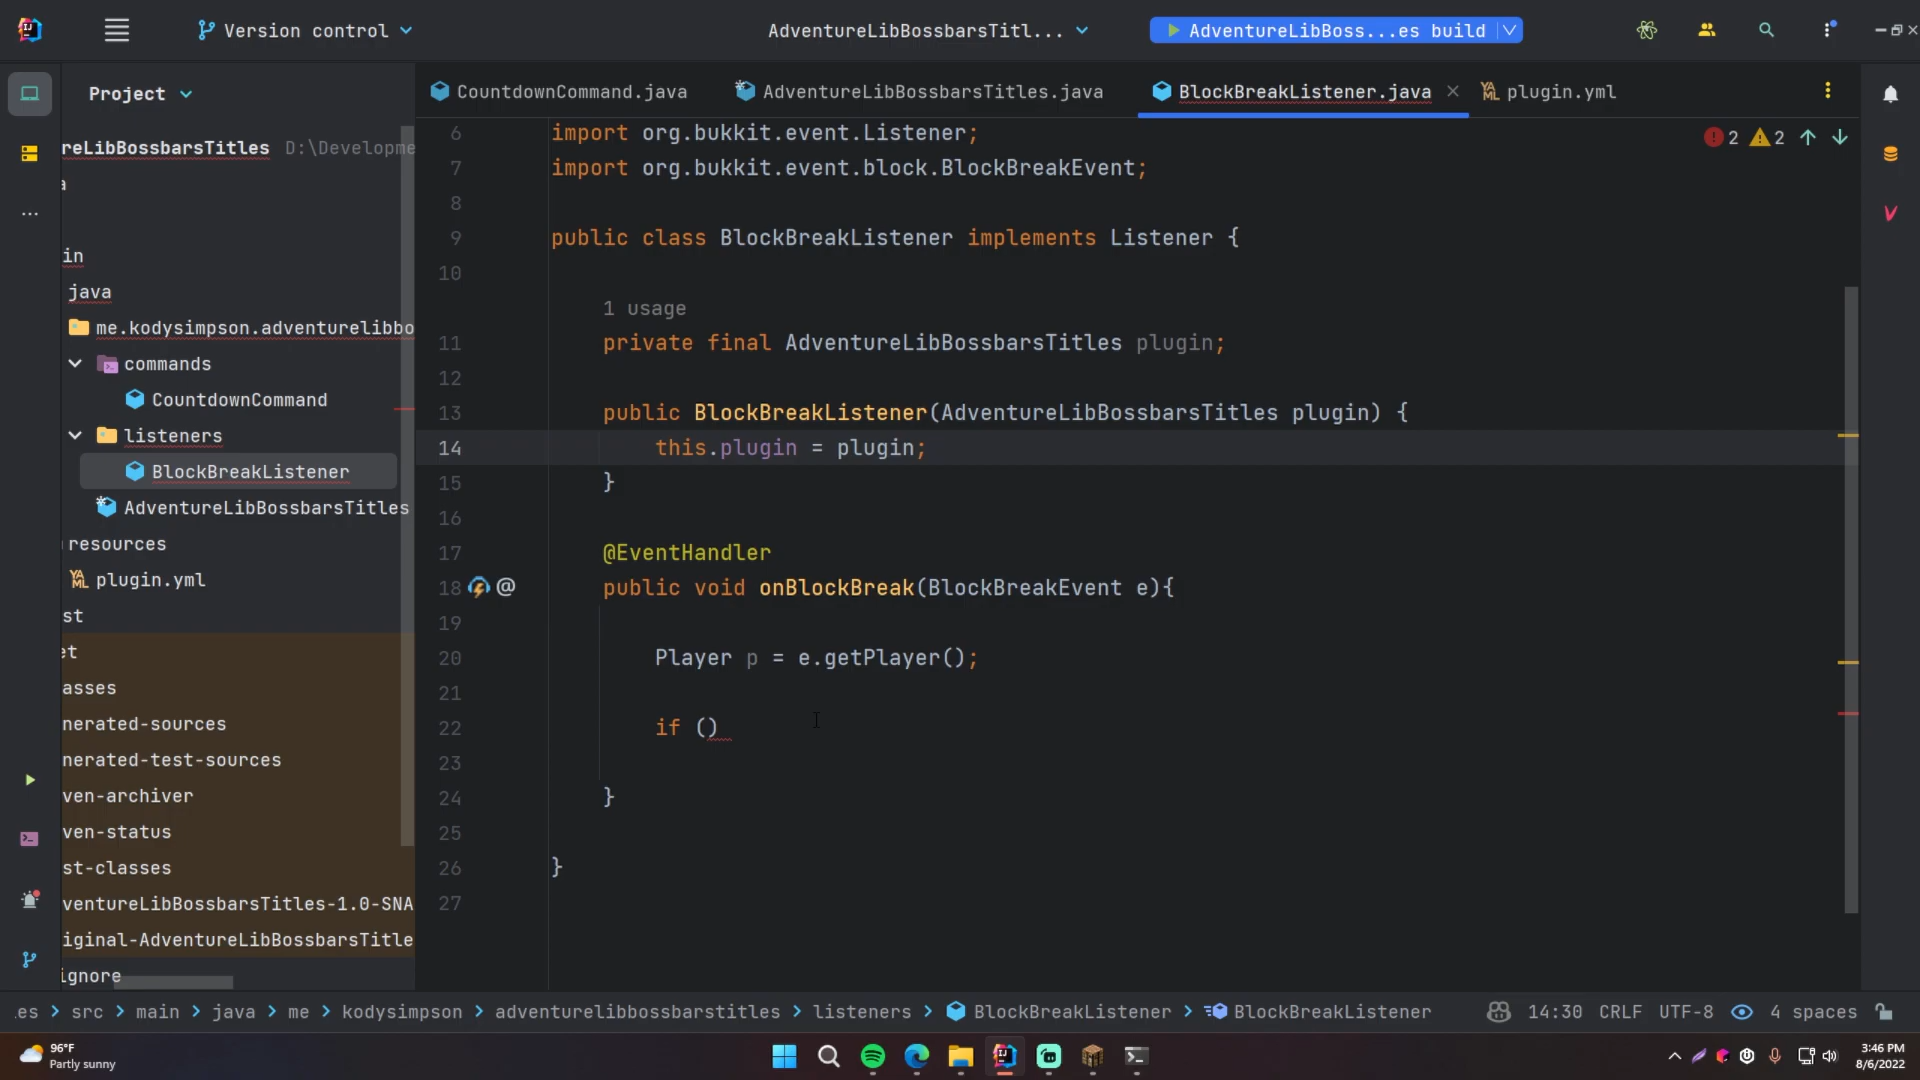 Version control
AdventureLibBossbarsTitl...
AdventureLibBoss...es build
Project
reLibBossbarsTitles D:\Developme
a
in
java
me.kodysimpson.adventurelibbo
commands
CountdownCommand
listeners
BlockBreakListener
AdventureLibBossbarsTitles
resources
plugin.yml
st
et
asses
nerated-sources
nerated-test-sources
ven-archiver
ven-status
st-classes
ventureLibBossbarsTitles-1.0-SNA
iginal-AdventureLibBossbarsTitle
ignore
CountdownCommand.java
AdventureLibBossbarsTitles.java
BlockBreakListener.java
plugin.yml
2 2
6 import org.bukkit.event.Listener;
7 import org.bukkit.event.block.BlockBreakEvent;
8
9 public class BlockBreakListener implements Listener {
10
1 usage
11 private final AdventureLibBossbarsTitles plugin;
12
13 public BlockBreakListener(AdventureLibBossbarsTitles plugin) {
14 this.plugin = plugin;
15 }
16
17 @EventHandler
18 @ public void onBlockBreak(BlockBreakEvent e){
19
20 Player p = e.getPlayer();
21
22 if ()
23
24 }
25
26 }
27
.es > src > main > java > me > kodysimpson > adventurelibbossbarstitles > listeners > BlockBreakListener > BlockBreakListener
14:30 CRLF UTF-8 4 spaces
96°F
Partly sunny
3:46 PM
8/6/2022